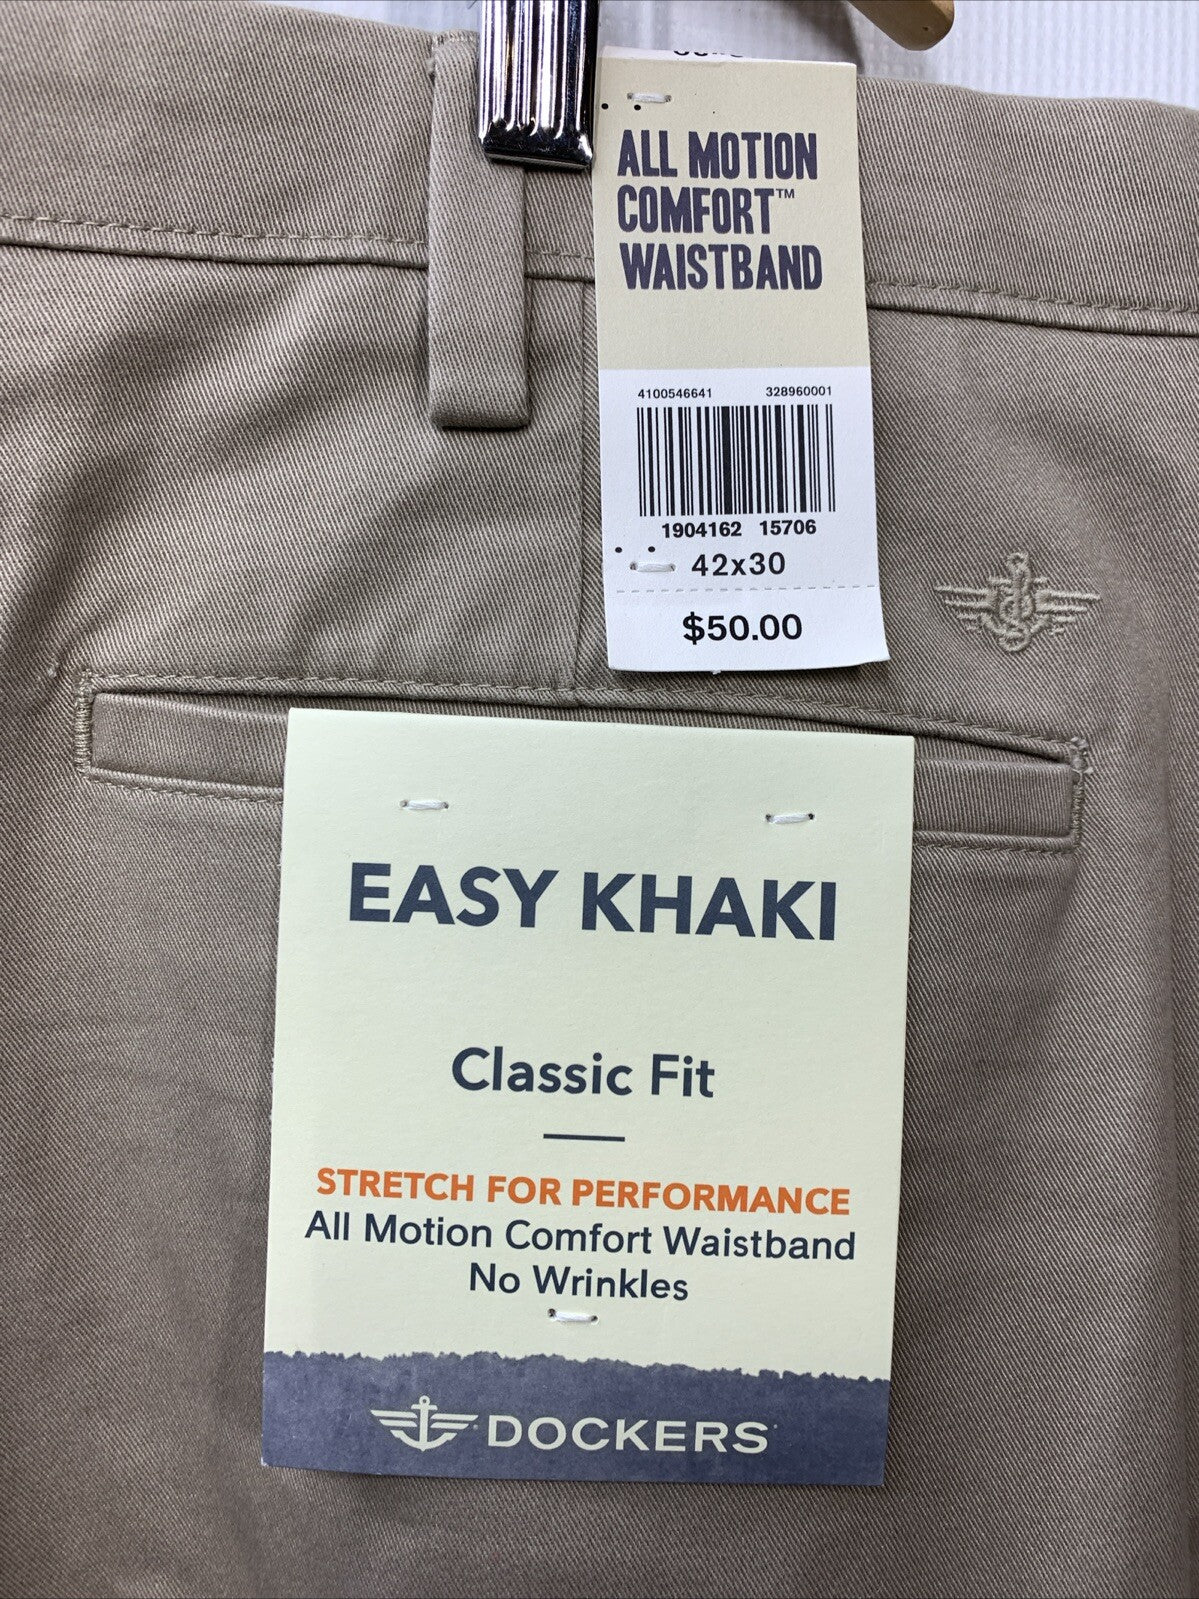 ALL MOTION
COMFORT™
WAISTBAND
4100546641 328960001
1904162 15706
42x30
$50.00
EASY KHAKI
Classic Fit
STRETCH FOR PERFORMANCE
All Motion Comfort Waistband
No Wrinkles
DOCKERS